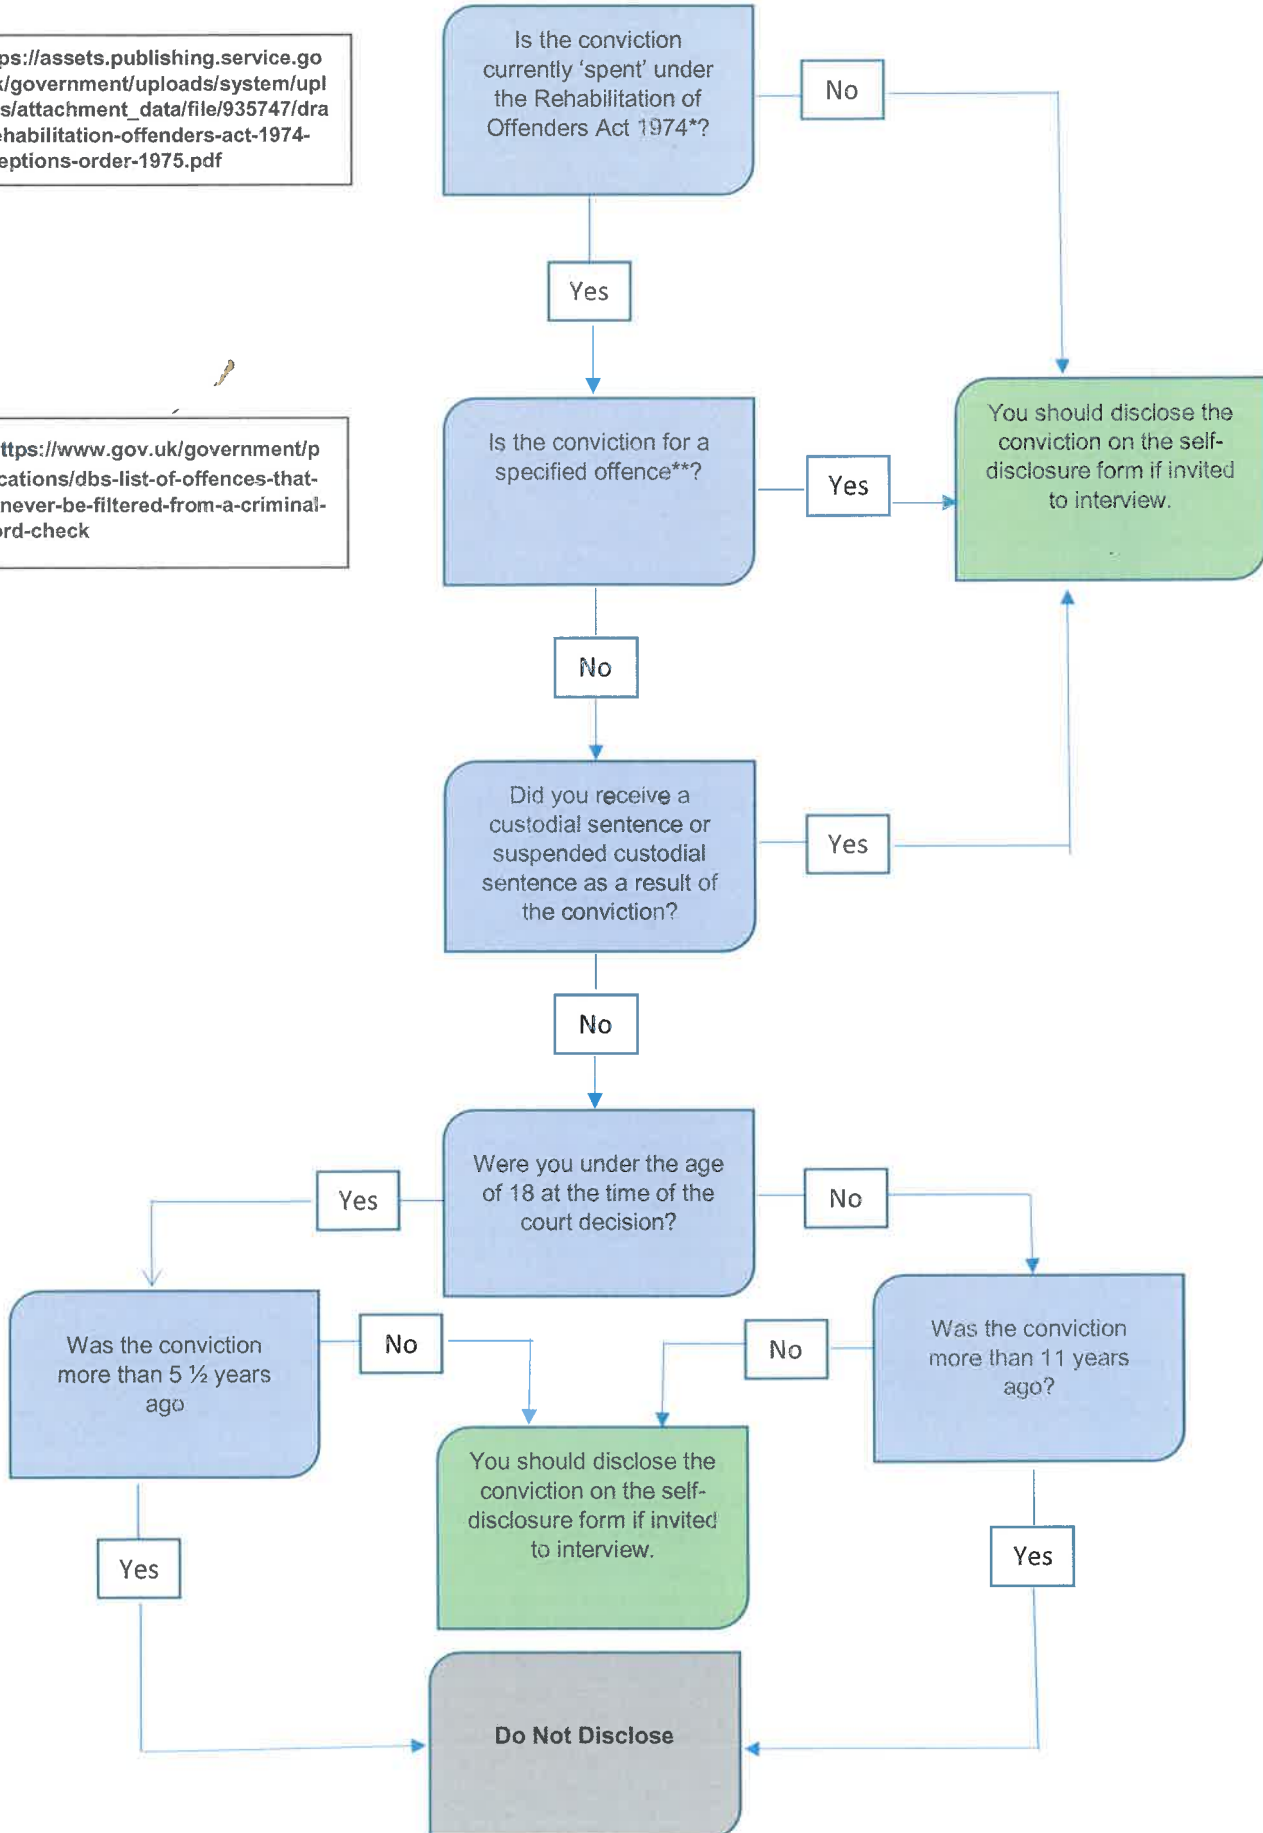 Is the conviction
currently 'spent' under
the Rehabilitation of
Offenders Act 1974*?
No
ps://assets.publishing.service.go
k/government/uploads/system/upl
s/attachment_data/file/935747/dra
ehabilitation-offenders-act-1974-
eptions-order-1975.pdf
Yes
ttps://www.gov.uk/government/p
ications/dbs-list-of-offences-that-
never-be-filtered-from-a-criminal-
ord-check
Is the conviction for a
specified offence**?
Yes
You should disclose the
conviction on the self-
disclosure form if invited
to interview.
No
Did you receive a
custodial sentence or
suspended custodial
sentence as a result of
the conviction?
Yes
No
Were you under the age
of 18 at the time of the
court decision?
Yes
No
Was the conviction
more than 5 ½ years
ago
No
No
Was the conviction
more than 11 years
ago?
You should disclose the
conviction on the self-
disclosure form if invited
to interview.
Yes
Yes
Do Not Disclose